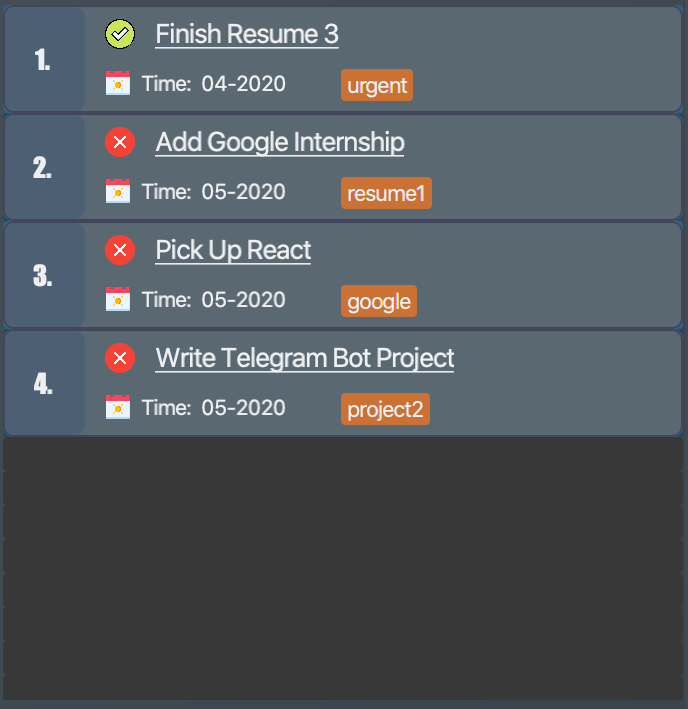 1.
Finish Resume 3
Time: 04-2020 urgent
2.
Add Google Internship
Time: 05-2020 resume1
3.
Pick Up React
Time: 05-2020 google
4.
Write Telegram Bot Project
Time: 05-2020 project2